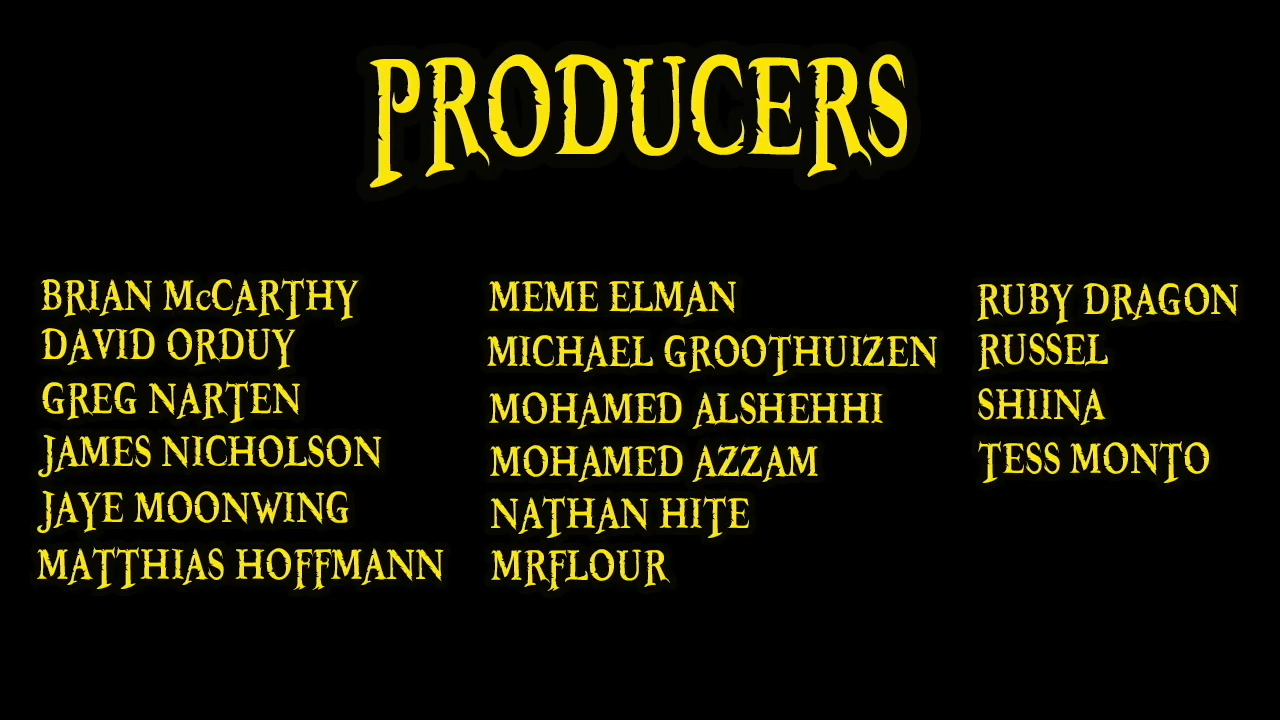 PRODUCERS
BRIAN McCARTHY
DAVID ORDUY
GREG NARTEN
JAMES NICHOLSON
JAYE MOONWING
MATTHIAS HOFFMANN
MEME ELMAN
MICHAEL GROOTHUIZEN
MOHAMED ALSHEHHI
MOHAMED AZZAM
NATHAN HITE
MRFLOUR
RUBY DRAGON
RUSSEL
SHIINA
TESS MONTO